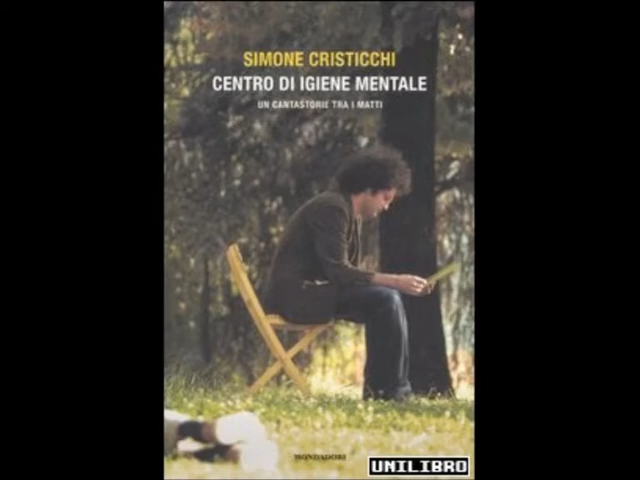 SIMONE CRISTICCHI
CENTRO DI IGIENE MENTALE
UN CANTASTORIE TRA I MATTI
MONDADORI
UNILIBRO